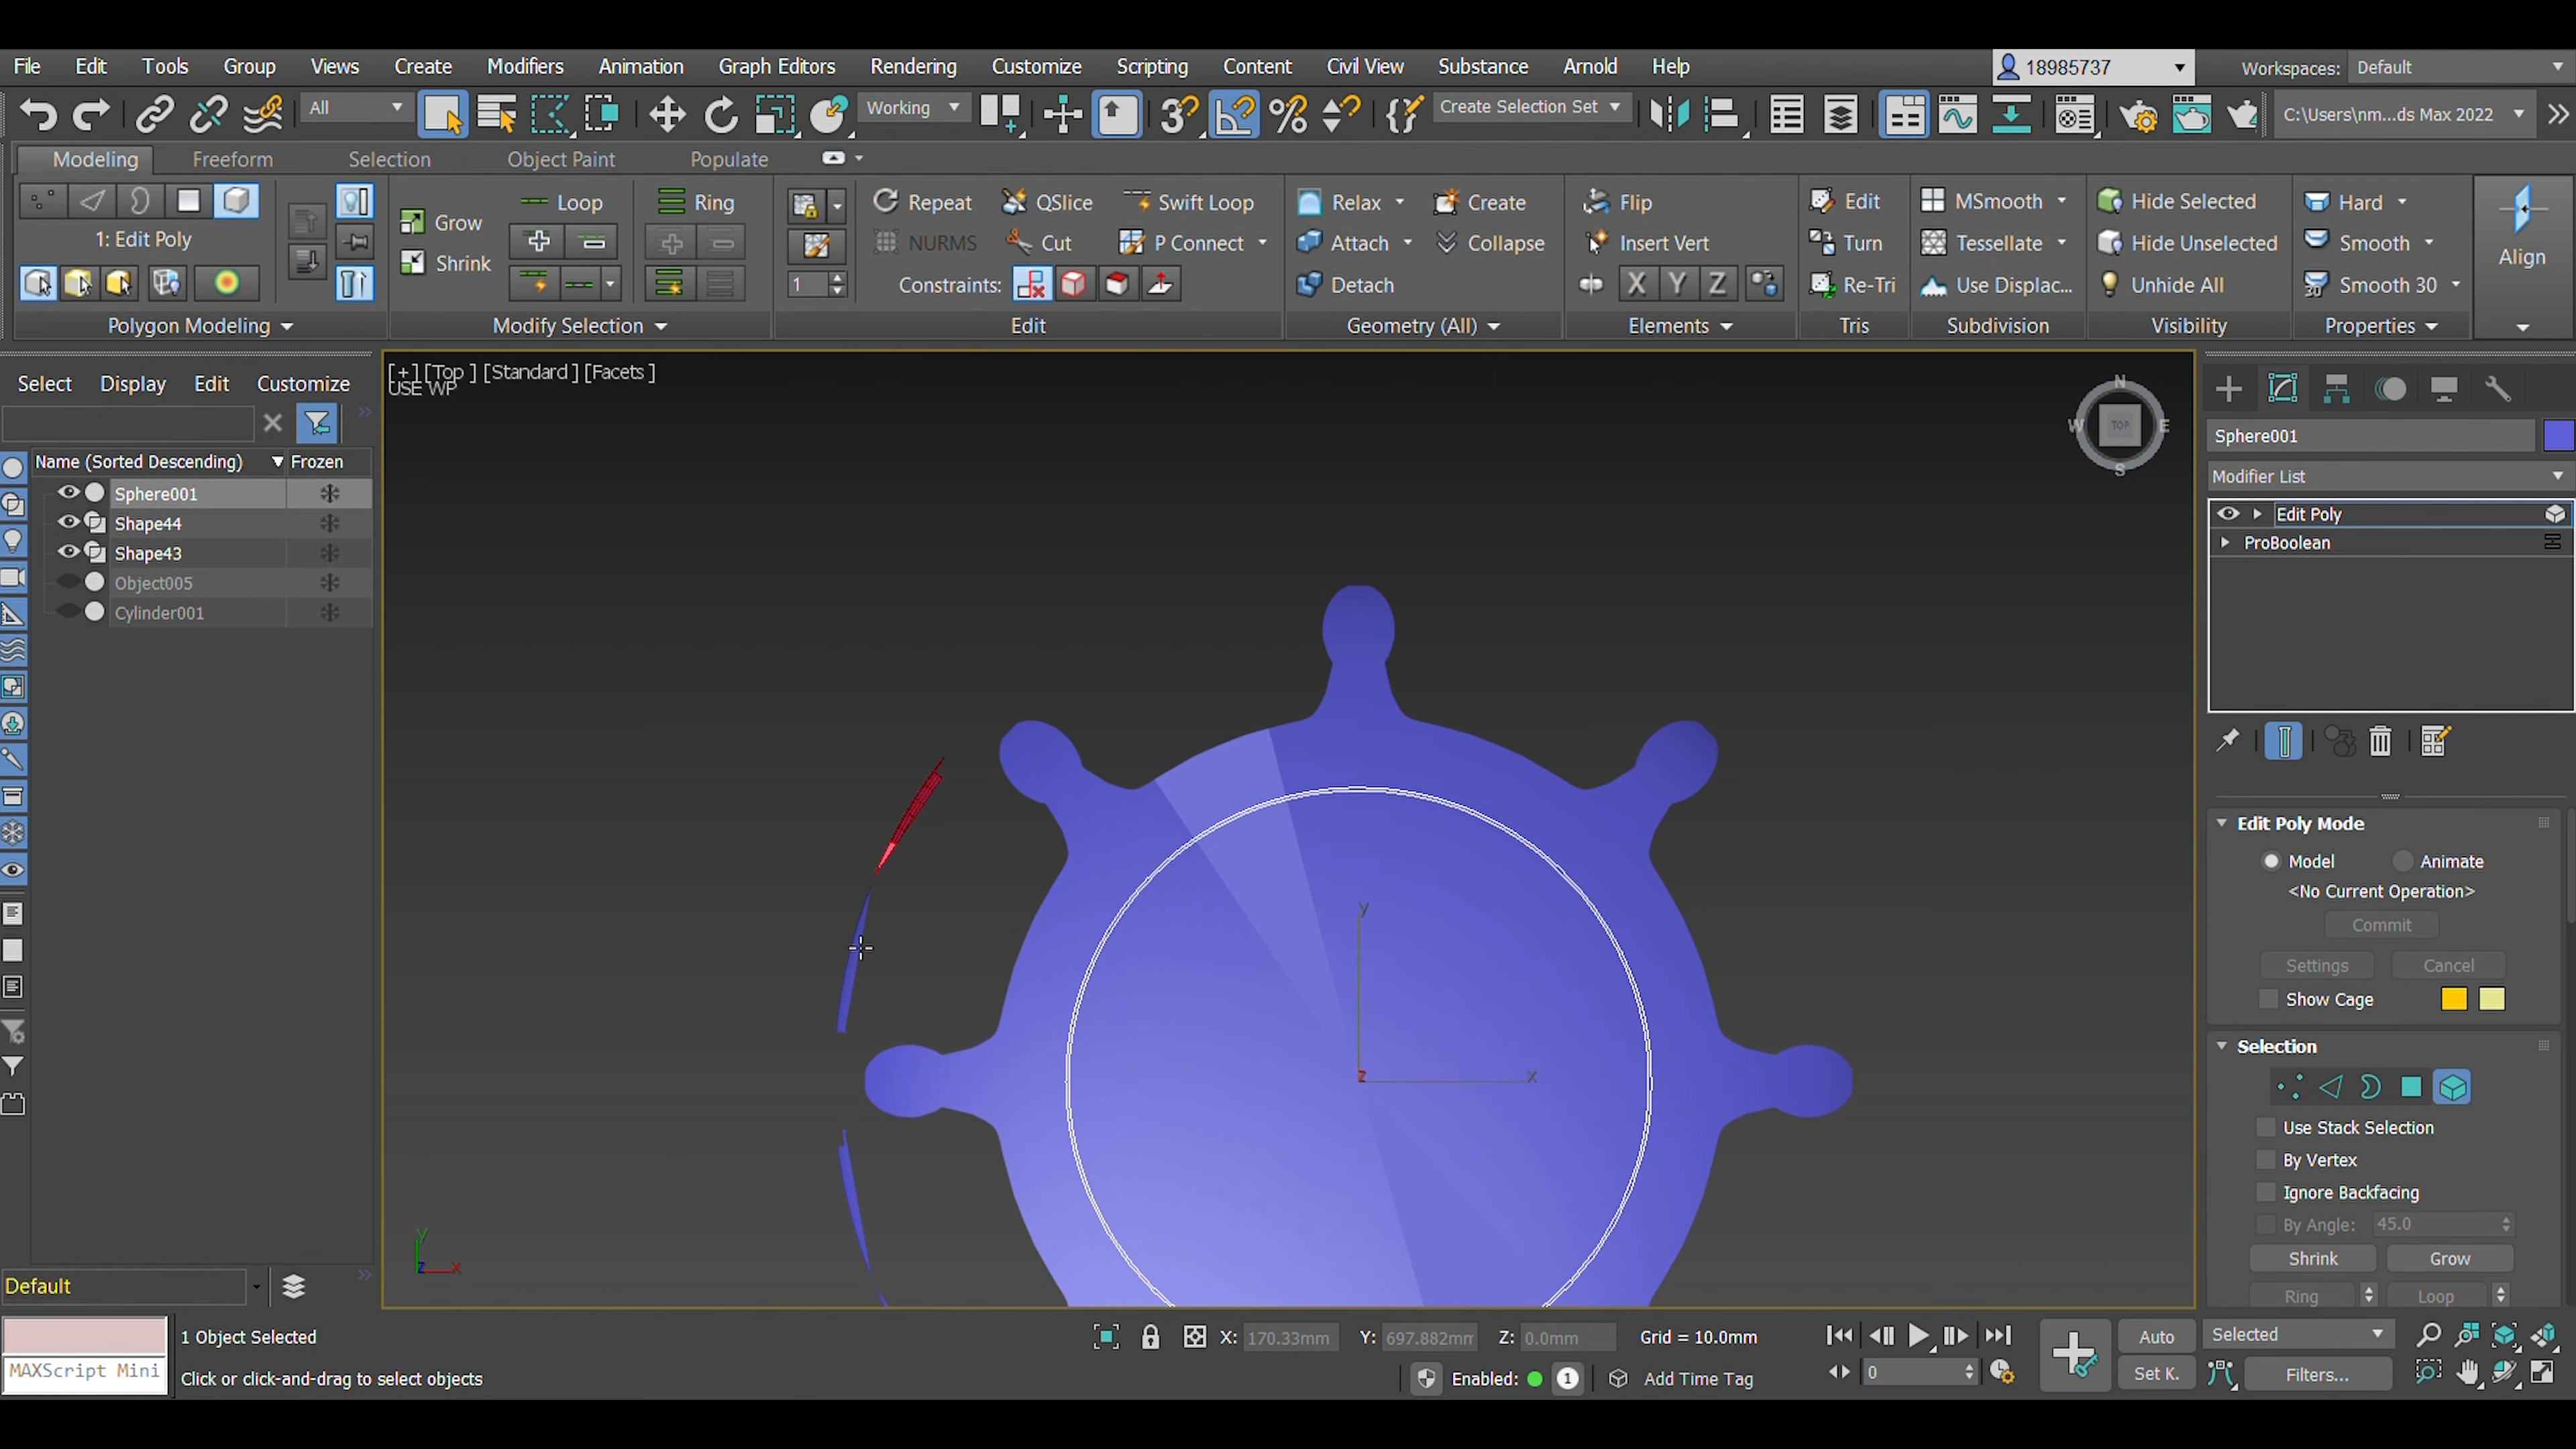 File Edit Tools Group Views Create Modifiers Animation Graph Editors Rendering Customize Scripting Content Civil View Substance Arnold Help 18985737 Workspaces: Default
All Working Create Selection Set C:\Users\nm...ds Max 2022
Modeling Freeform Selection Object Paint Populate
Loop Ring Repeat QSlice Swift Loop Relax Create Flip Edit MSmooth Hide Selected Hard
Grow
1: Edit Poly NURMS Cut P Connect Attach Collapse Insert Vert Turn Tessellate Hide Unselected Smooth Align
Shrink
1 Constraints: Detach X Y Z Re-Tri Use Displac... Unhide All Smooth 30
Polygon Modeling Modify Selection Edit Geometry (All) Elements Tris Subdivision Visibility Properties
Select Display Edit Customize
[+] [Top ] [Standard ] [Facets ]
USE WP
N
W TOP E
S
Name (Sorted Descending) Frozen
Sphere001
Shape44
Shape43
Object005
Cylinder001
Sphere001
Modifier List
Edit Poly
ProBoolean
Edit Poly Mode
Model Animate
<No Current Operation>
Commit
Settings Cancel
Show Cage
Selection
Use Stack Selection
By Vertex
Ignore Backfacing
By Angle: 45.0
Shrink Grow
Ring Loop
y
z x
y
z x
Default
1 Object Selected X: 170.33mm Y: 697.882mm Z: 0.0mm Grid = 10.0mm Auto Selected
MAXScript Mini Click or click-and-drag to select objects Enabled: 1 Add Time Tag 0 Set K. Filters...